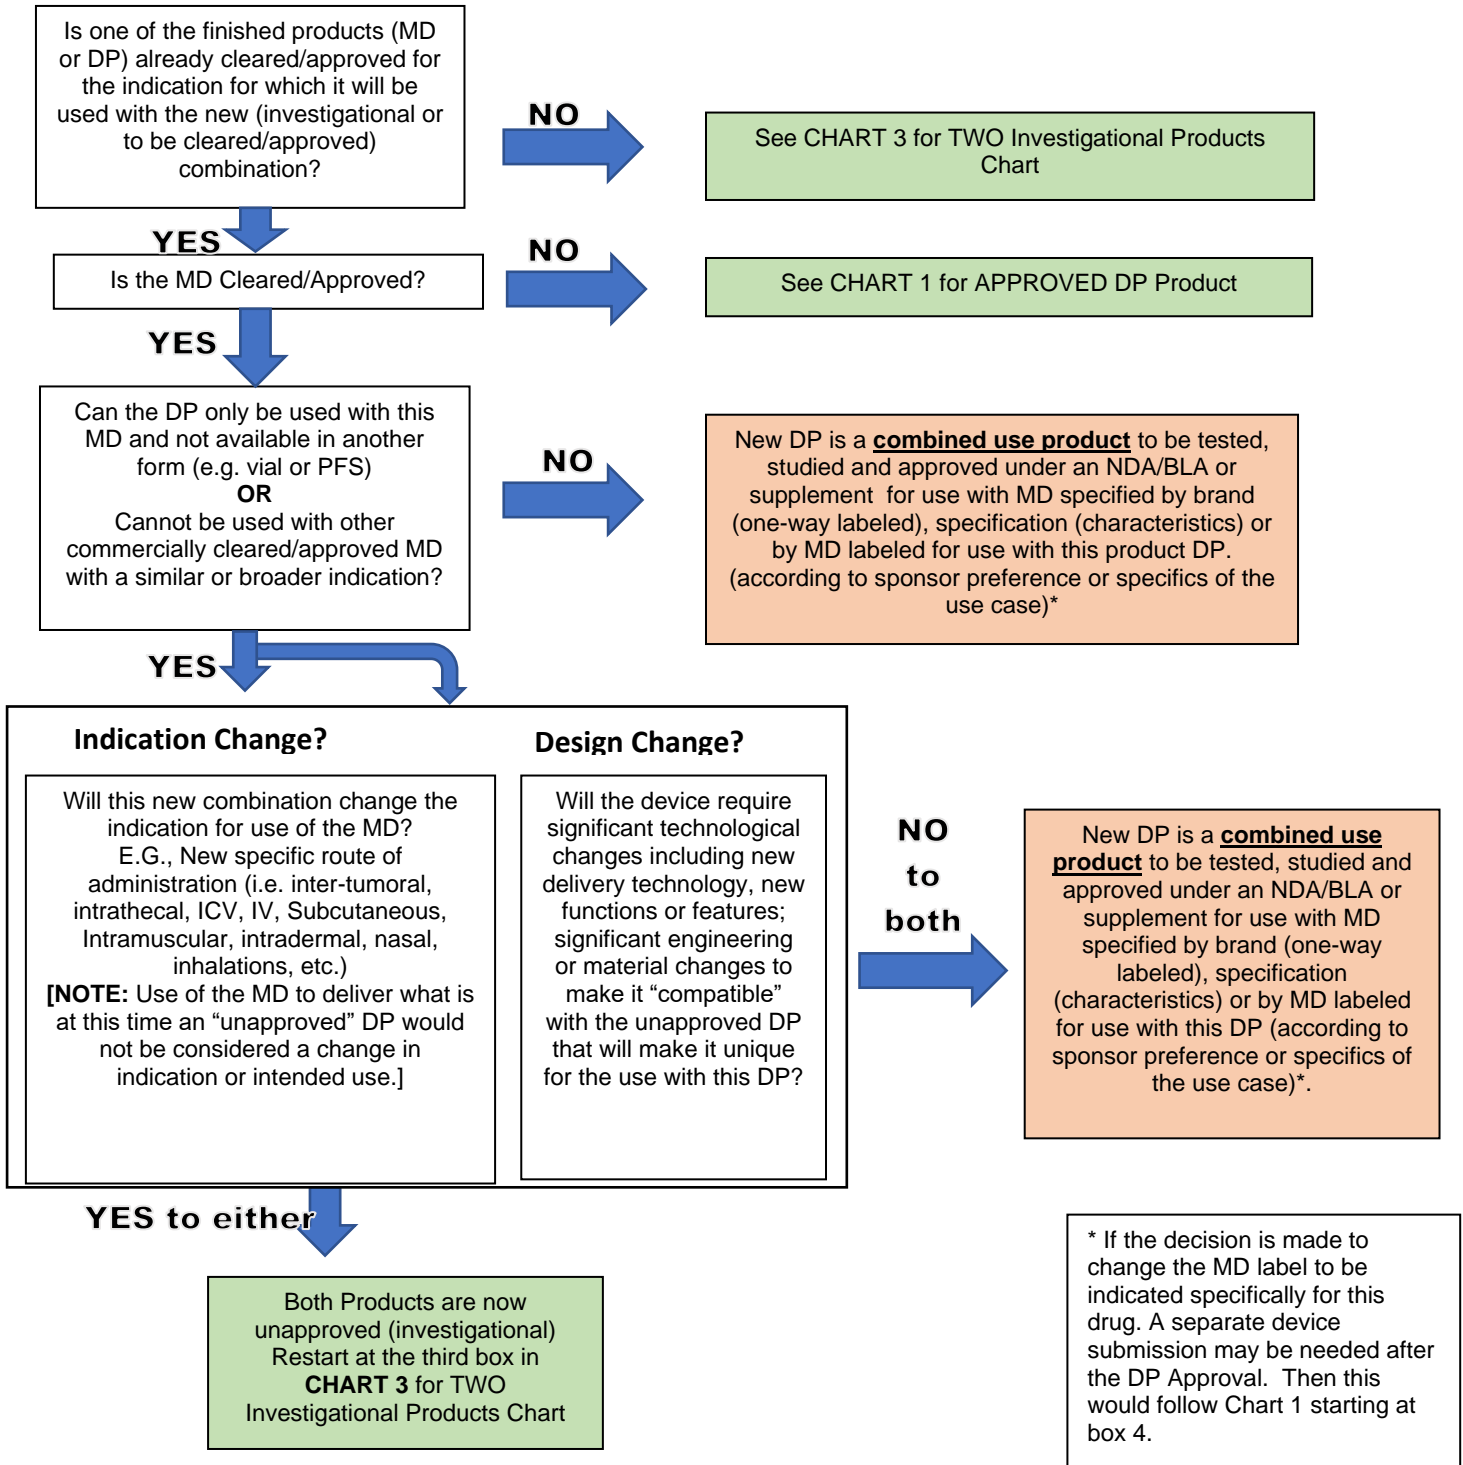 Is one of the finished products (MD
or DP) already cleared/approved for
the indication for which it will be
used with the new (investigational or
to be cleared/approved)
combination?
NO
See CHART 3 for TWO Investigational Products
Chart
YES
Is the MD Cleared/Approved?
NO
See CHART 1 for APPROVED DP Product
YES
Can the DP only be used with this
MD and not available in another
form (e.g. vial or PFS)
OR
Cannot be used with other
commercially cleared/approved MD
with a similar or broader indication?
NO
New DP is a combined use product to be tested,
studied and approved under an NDA/BLA or
supplement for use with MD specified by brand
(one-way labeled), specification (characteristics) or
by MD labeled for use with this product DP.
(according to sponsor preference or specifics of the
use case)*
YES
Indication Change?
Will this new combination change the
indication for use of the MD?
E.G., New specific route of
administration (i.e. inter-tumoral,
intrathecal, ICV, IV, Subcutaneous,
Intramuscular, intradermal, nasal,
inhalations, etc.)
[NOTE: Use of the MD to deliver what is
at this time an “unapproved” DP would
not be considered a change in
indication or intended use.]
Design Change?
Will the device require
significant technological
changes including new
delivery technology, new
functions or features;
significant engineering
or material changes to
make it “compatible”
with the unapproved DP
that will make it unique
for the use with this DP?
NO
to
both
New DP is a combined use
product to be tested, studied and
approved under an NDA/BLA or
supplement for use with MD
specified by brand (one-way
labeled), specification
(characteristics) or by MD labeled
for use with this DP (according to
sponsor preference or specifics of
the use case)*.
YES to either
Both Products are now
unapproved (investigational)
Restart at the third box in
CHART 3 for TWO
Investigational Products Chart
* If the decision is made to
change the MD label to be
indicated specifically for this
drug. A separate device
submission may be needed after
the DP Approval. Then this
would follow Chart 1 starting at
box 4.